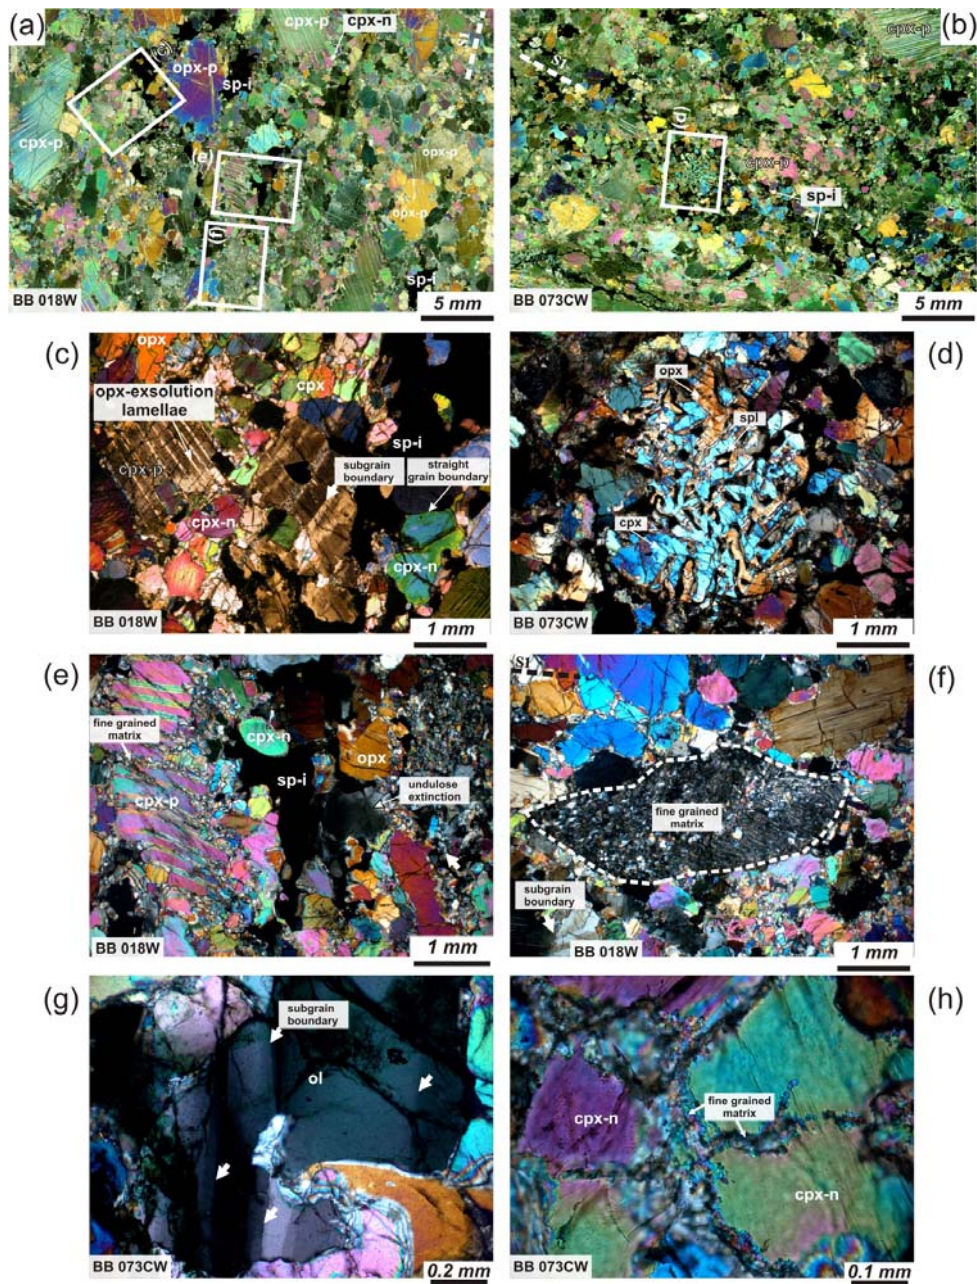 (a)
cpx-p
cpx-n
S1
(c)
opx-p
sp-i
cpx-p
(e)
opx-p
opx-p
(f)
sp-i
BB 018W
5 mm
(b)
cpx-p
S1
(d)
cpx-p
sp-i
BB 073CW
5 mm
(c)
opx
opx-exsolution
lamellae
cpx
sp-i
cpx-p
subgrain
boundary
straight
grain boundary
cpx-n
cpx-n
BB 018W
1 mm
(d)
opx
spl
cpx
BB 073CW
1 mm
(e)
fine grained
matrix
cpx-n
opx
sp-i
cpx-p
undulose
extinction
BB 018W
1 mm
(f)
S1
fine grained
matrix
subgrain
boundary
BB 018W
1 mm
(g)
subgrain
boundary
ol
BB 073CW
0.2 mm
(h)
cpx-n
fine grained
matrix
cpx-n
BB 073CW
0.1 mm